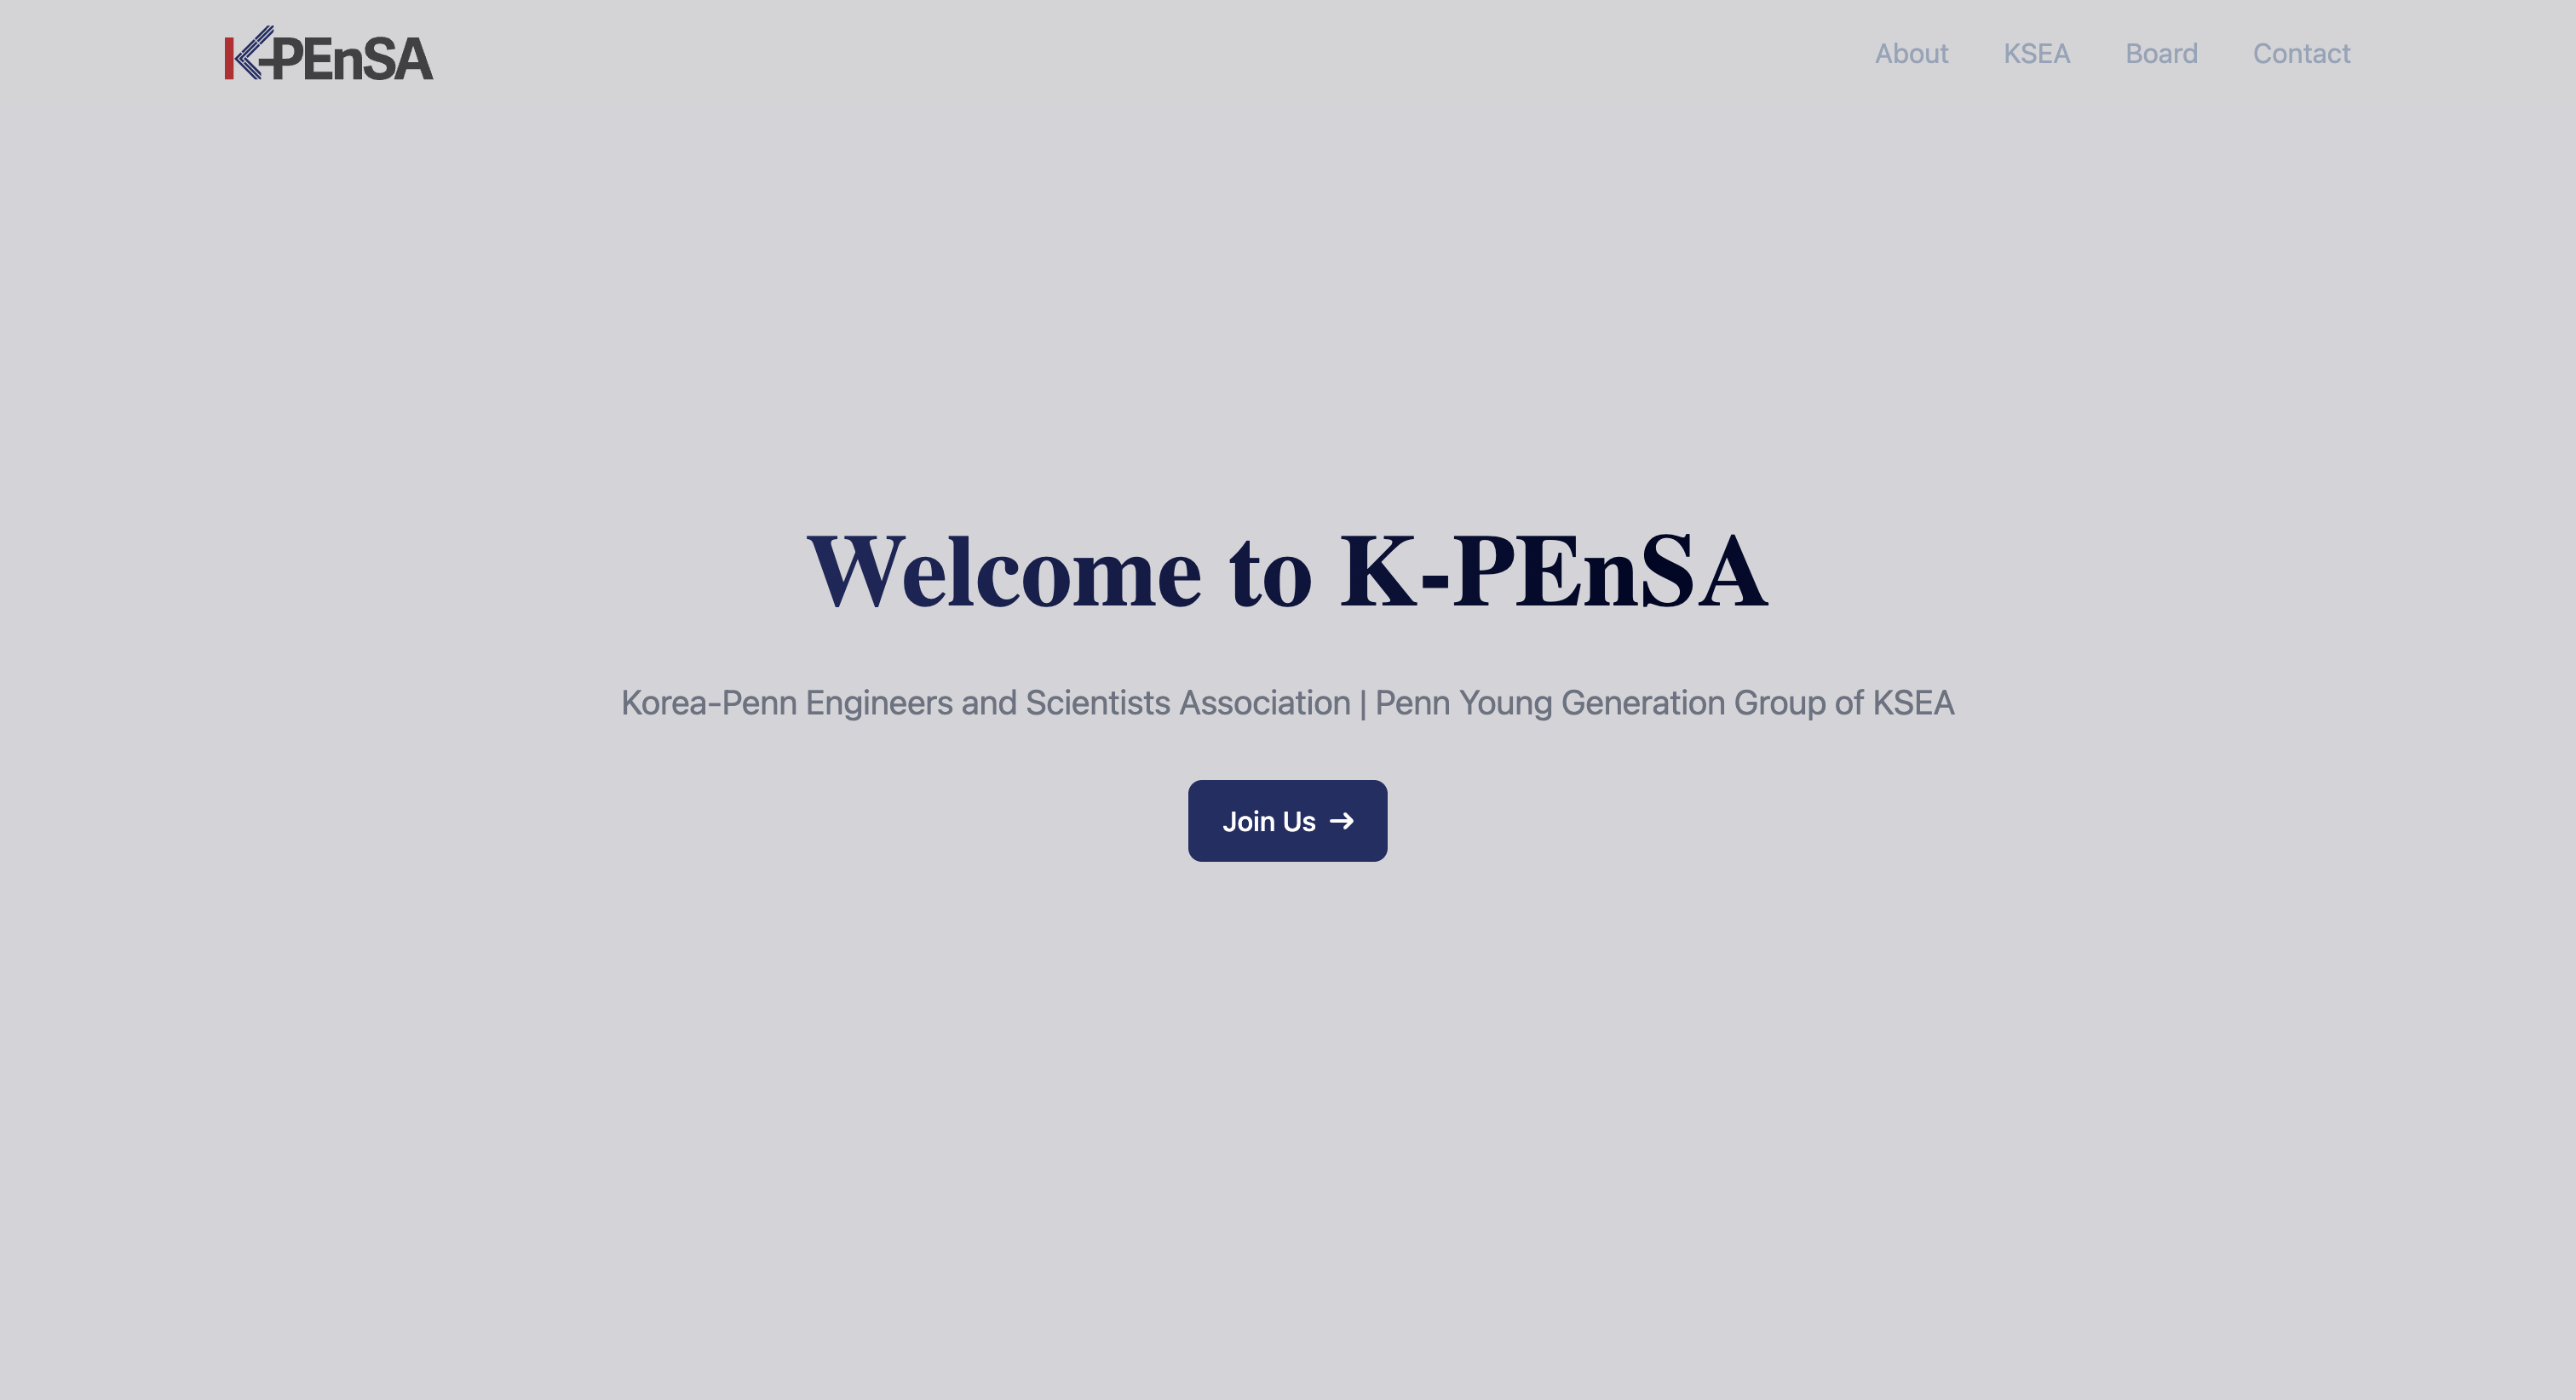 K-PEnSA
About KSEA Board Contact
Welcome to K-PEnSA
Korea-Penn Engineers and Scientists Association | Penn Young Generation Group of KSEA
Join Us →